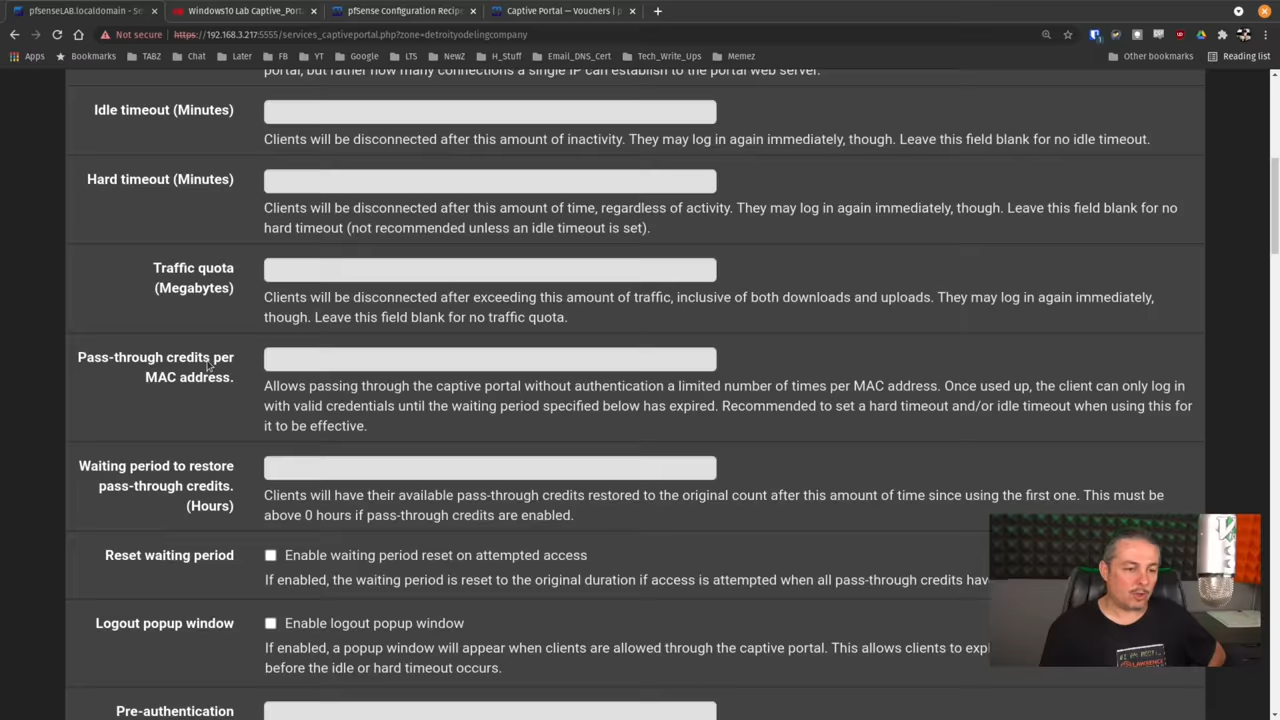 pfsenseLAB.localdomain - Se
Windows10 Lab Captive_Port
pfSense Configuration Recipe
Captive Portal — Vouchers | p
Not secure
https://192.168.3.217:5555/services_captiveportal.php?zone=detroityodelingcompany
Apps
Bookmarks
TABZ
Chat
Later
FB
YT
Google
LTS
NewZ
H_Stuff
Email_DNS_Cert
Tech_Write_Ups
Memez
Other bookmarks
Reading list
portal, but rather how many connections a single IP can establish to the portal web server.
Idle timeout (Minutes)
Clients will be disconnected after this amount of inactivity. They may log in again immediately, though. Leave this field blank for no idle timeout.
Hard timeout (Minutes)
Clients will be disconnected after this amount of time, regardless of activity. They may log in again immediately, though. Leave this field blank for no
hard timeout (not recommended unless an idle timeout is set).
Traffic quota
(Megabytes)
Clients will be disconnected after exceeding this amount of traffic, inclusive of both downloads and uploads. They may log in again immediately,
though. Leave this field blank for no traffic quota.
Pass-through credits per
MAC address.
Allows passing through the captive portal without authentication a limited number of times per MAC address. Once used up, the client can only log in
with valid credentials until the waiting period specified below has expired. Recommended to set a hard timeout and/or idle timeout when using this for
it to be effective.
Waiting period to restore
pass-through credits.
(Hours)
Clients will have their available pass-through credits restored to the original count after this amount of time since using the first one. This must be
above 0 hours if pass-through credits are enabled.
Reset waiting period
Enable waiting period reset on attempted access
If enabled, the waiting period is reset to the original duration if access is attempted when all pass-through credits hav
Logout popup window
Enable logout popup window
If enabled, a popup window will appear when clients are allowed through the captive portal. This allows clients to expl
before the idle or hard timeout occurs.
Pre-authentication